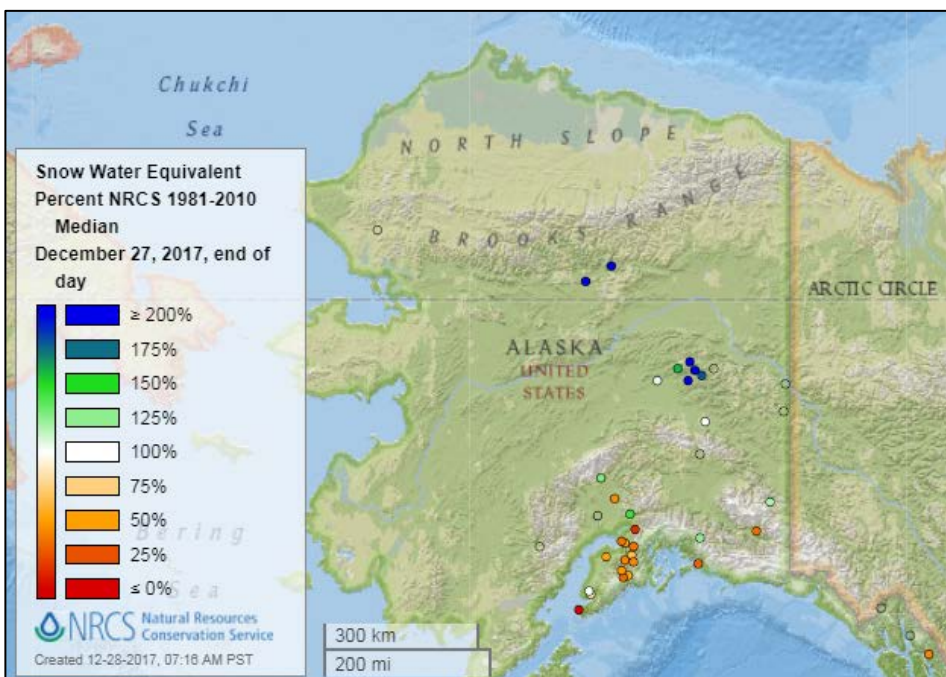 Chukchi
Sea
NORTH SLOPE
BROOKS RANGE
ARCTIC CIRCLE
ALASKA
UNITED
STATES
Bering
Sea
Snow Water Equivalent
Percent NRCS 1981-2010
Median
December 27, 2017, end of
day
≥ 200%
175%
150%
125%
100%
75%
50%
25%
≤ 0%
NRCS Natural Resources
Conservation Service
Created 12-28-2017, 07:16 AM PST
300 km
200 mi